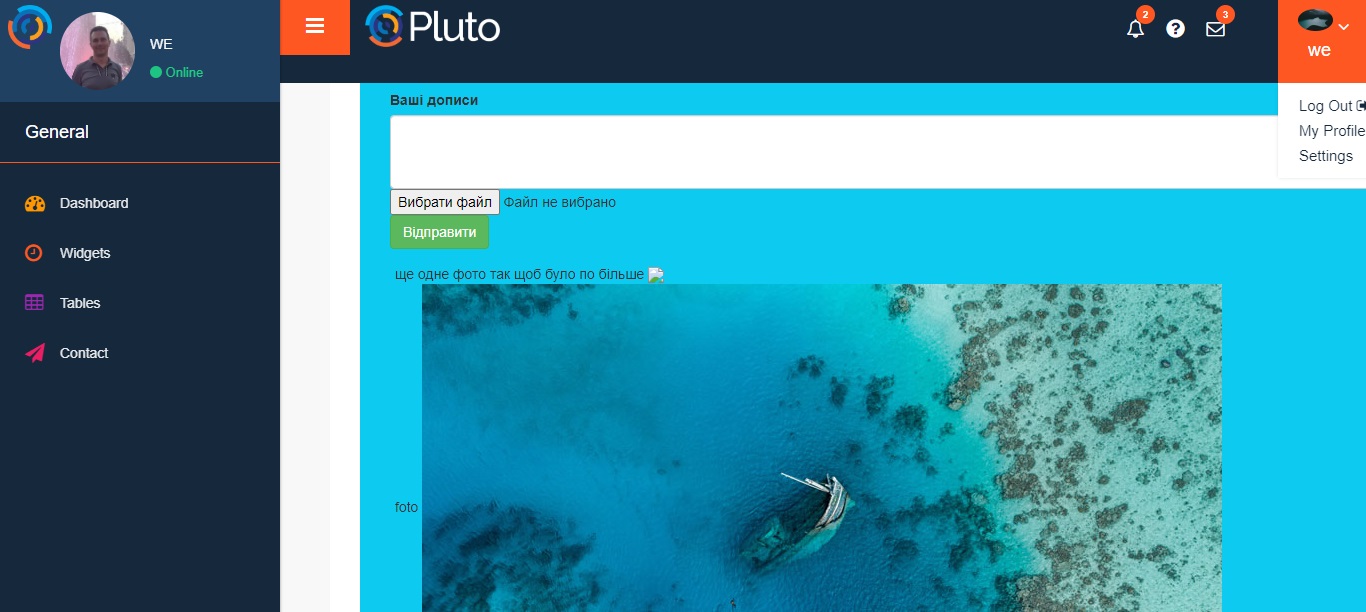 WE
Online
General
Dashboard
Widgets
Tables
Contact
Pluto
2
?
3
we
Log Out
My Profile
Settings
Ваші дописи
Вибрати файл Файл не вибрано
Відправити
ще одне фото так щоб було по більше
foto